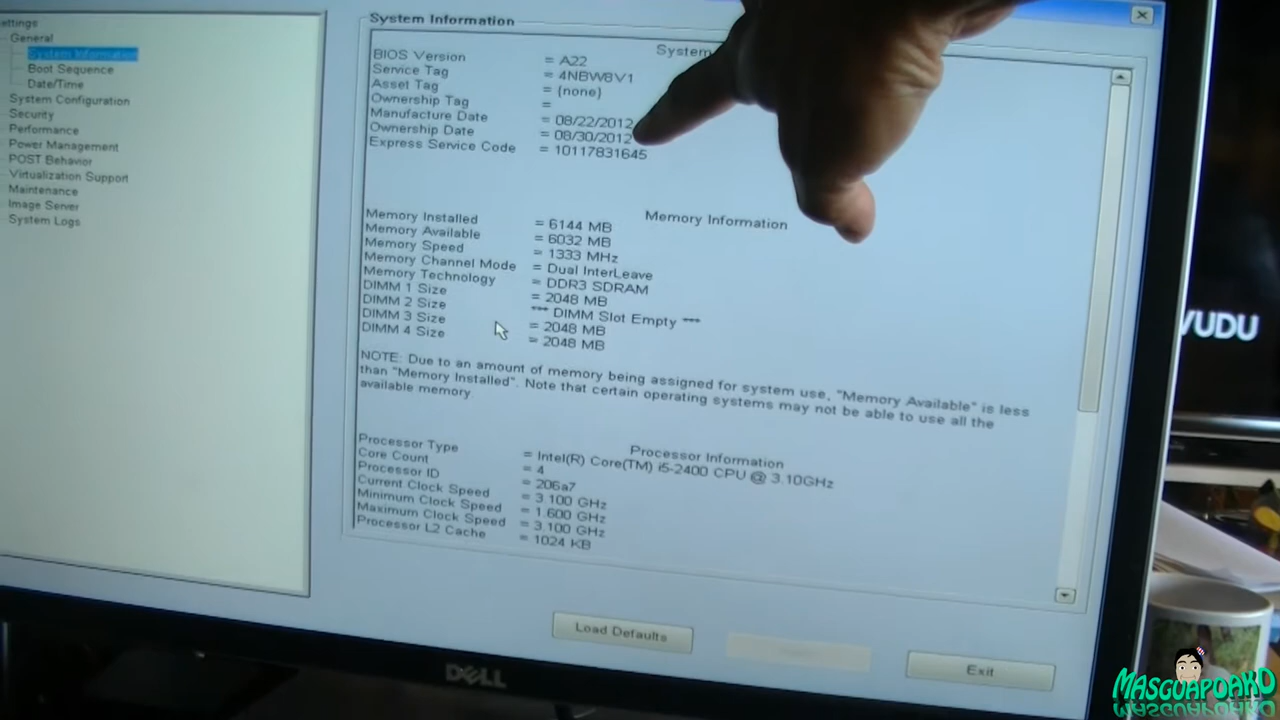 ettings
General
System Information
Boot Sequence
Date/Time
System Configuration
Security
Performance
Power Management
POST Behavior
Virtualization Support
Maintenance
Image Server
System Logs
System Information
System
BIOS Version = A22
Service Tag = 4NBW8V1
Asset Tag = (none)
Ownership Tag =
Manufacture Date = 08/22/2012
Ownership Date = 08/30/2012
Express Service Code = 10117831645
Memory Information
Memory Installed = 6144 MB
Memory Available = 6032 MB
Memory Speed = 1333 MHz
Memory Channel Mode = Dual InterLeave
Memory Technology = DDR3 SDRAM
DIMM 1 Size = 2048 MB
DIMM 2 Size *** DIMM Slot Empty ***
DIMM 3 Size = 2048 MB
DIMM 4 Size = 2048 MB
NOTE: Due to an amount of memory being assigned for system use, "Memory Available" is less
than "Memory Installed". Note that certain operating systems may not be able to use all the
available memory.
Processor Information
Processor Type = Intel(R) Core(TM) i5-2400 CPU @ 3.10GHz
Core Count = 4
Processor ID = 206a7
Current Clock Speed = 3.100 GHz
Minimum Clock Speed = 1.600 GHz
Maximum Clock Speed = 3.100 GHz
Processor L2 Cache = 1024 KB
Load Defaults
Exit
DELL
VUDU
MASGUAPOARD